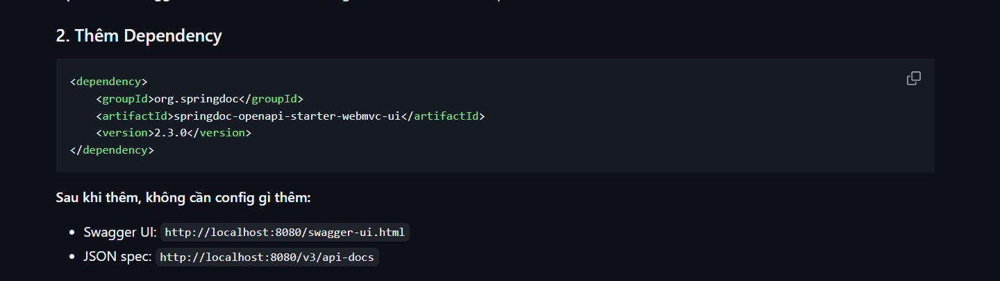 2. Thêm Dependency
<dependency>
    <groupId>org.springdoc</groupId>
    <artifactId>springdoc-openapi-starter-webmvc-ui</artifactId>
    <version>2.3.0</version>
</dependency>
Sau khi thêm, không cần config gì thêm:
• Swagger UI: http://localhost:8080/swagger-ui.html
• JSON spec: http://localhost:8080/v3/api-docs